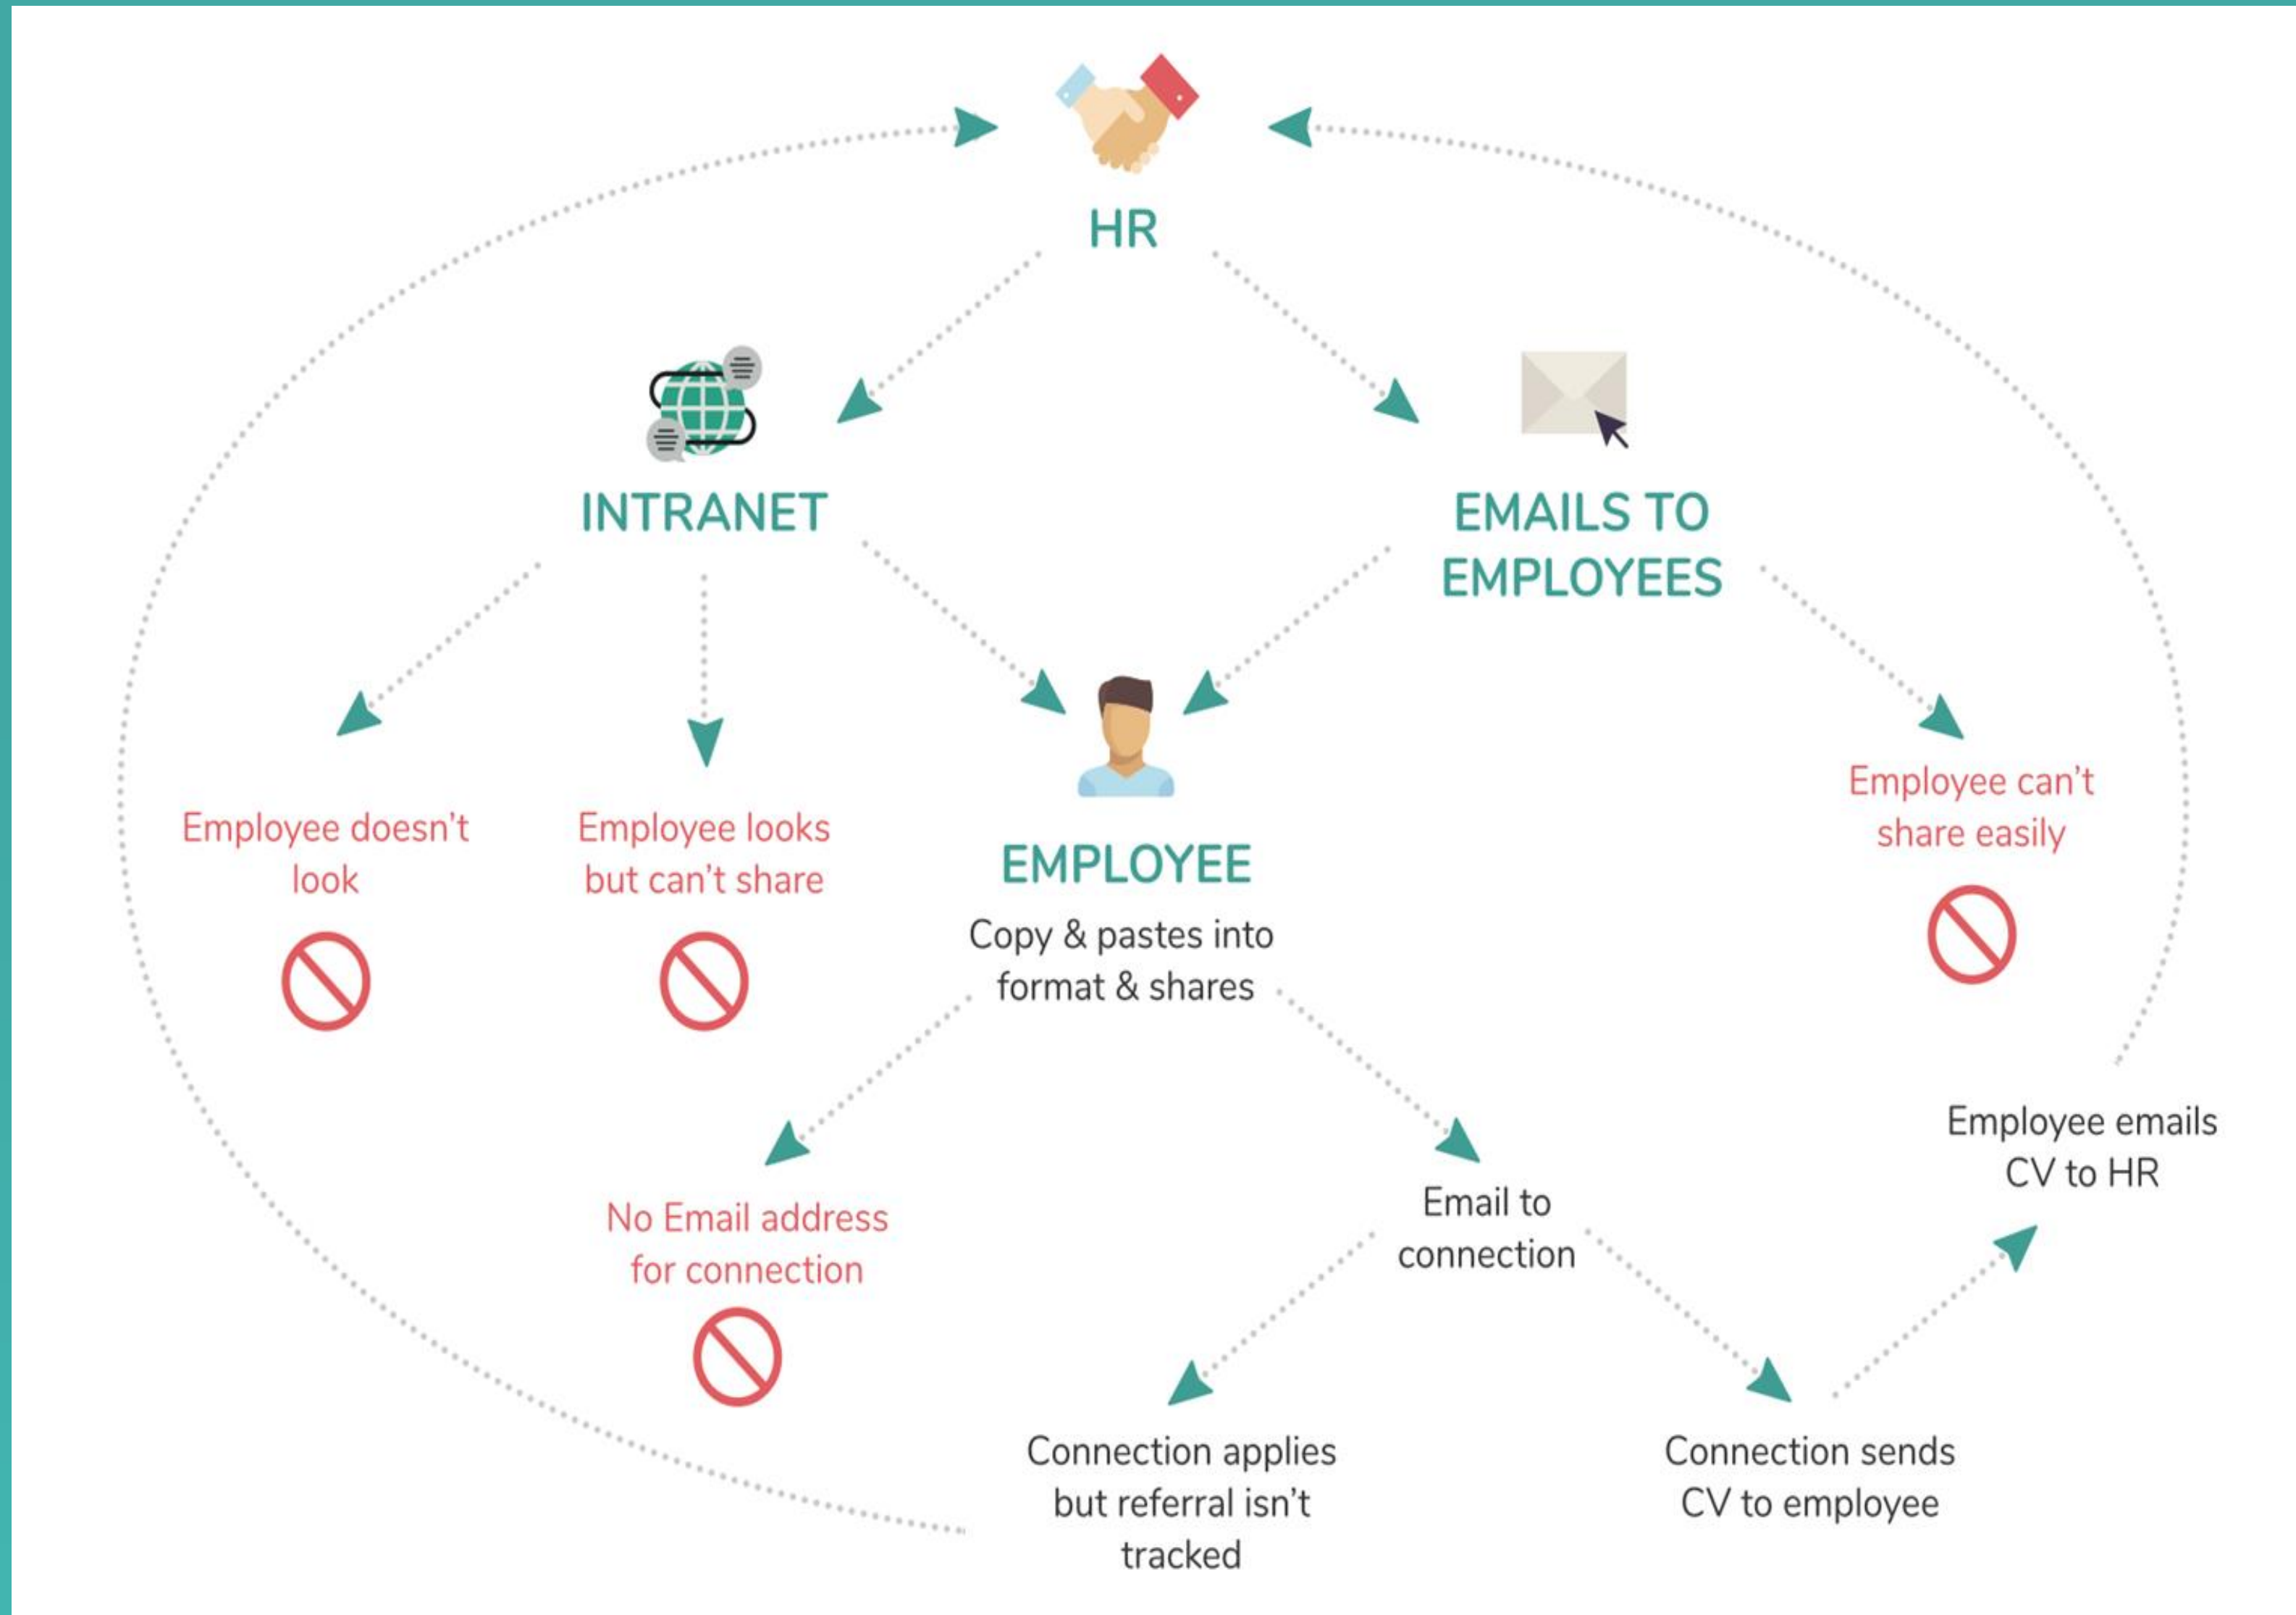 HR
INTRANET
EMAILS TO
EMPLOYEES
Employee doesn't
look
Employee looks
but can't share
EMPLOYEE
Copy & pastes into
format & shares
Employee can't
share easily
No Email address
for connection
Email to
connection
Employee emails
CV to HR
Connection applies
but referral isn't
tracked
Connection sends
CV to employee